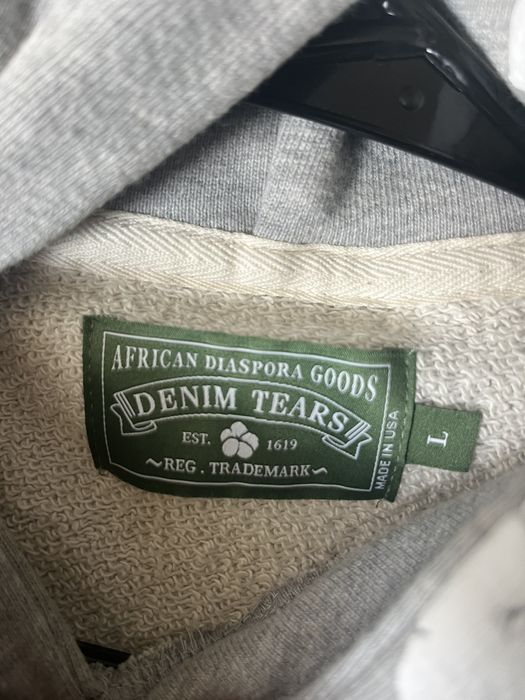 AFRICAN DIASPORA GOODS
DENIM TEARS
EST. 1619
~REG. TRADEMARK~
MADE IN USA
L